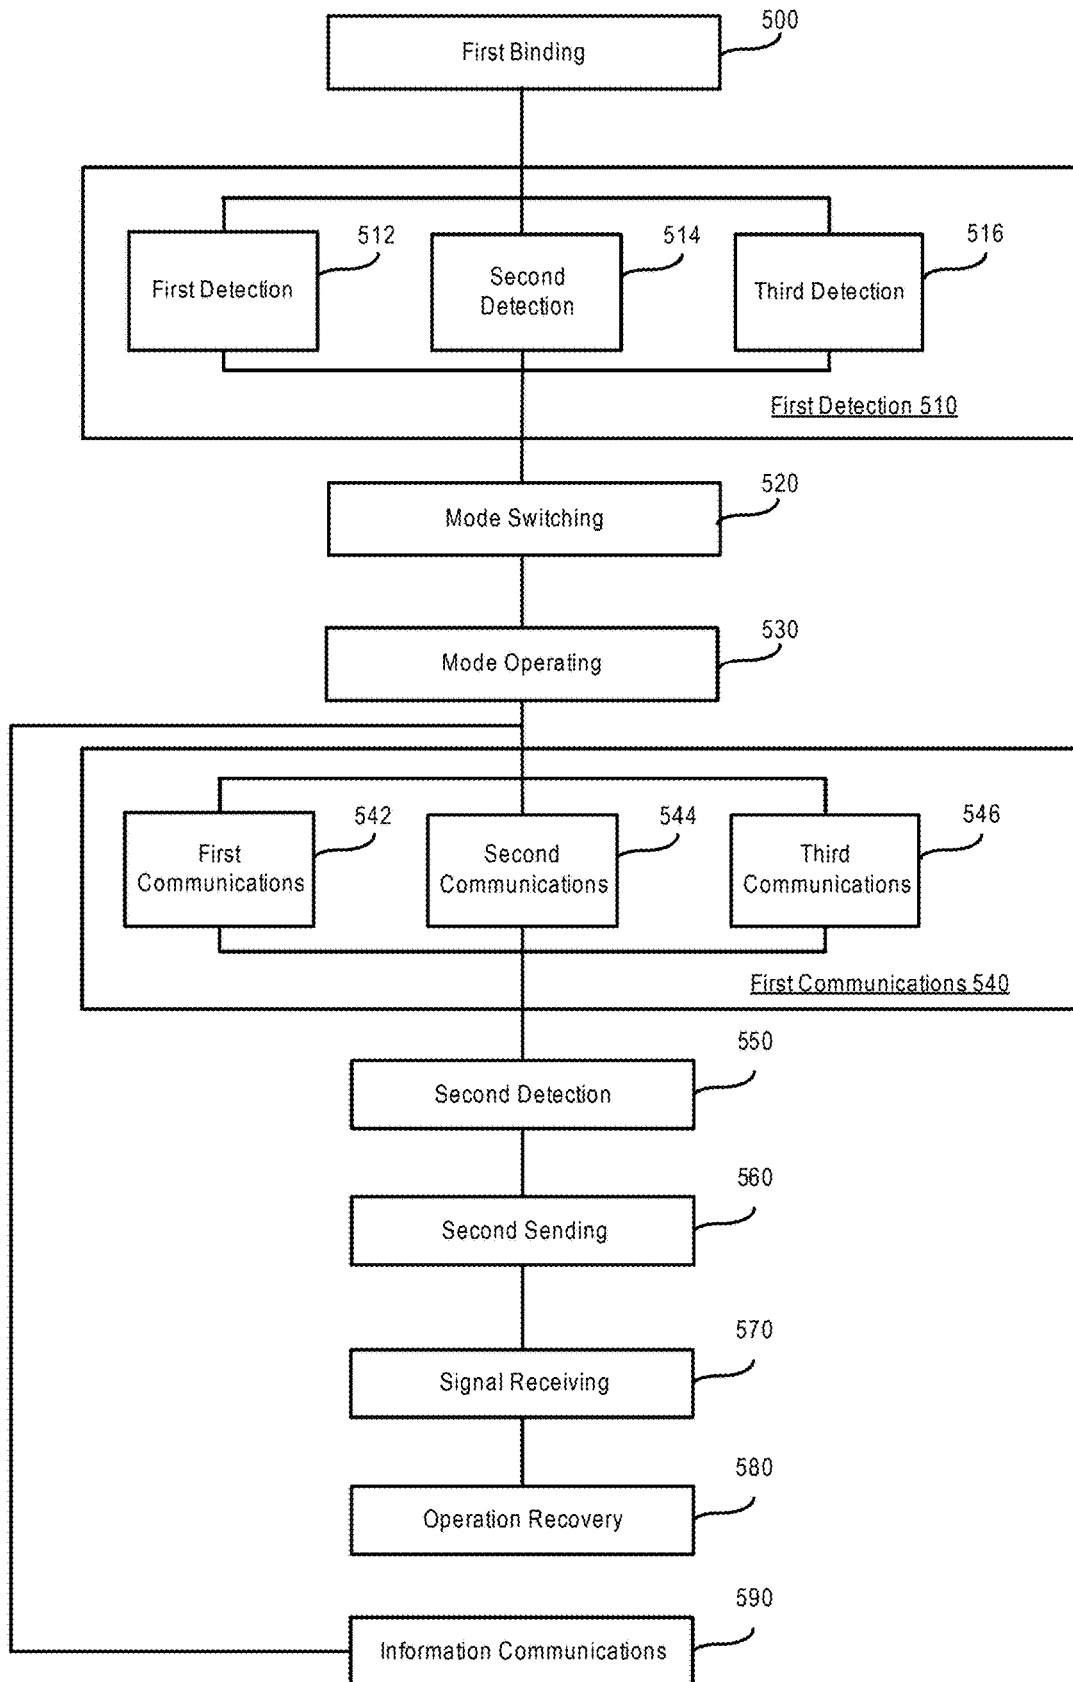 500
First Binding
512
514
516
First Detection
Second
Detection
Third Detection
First Detection 510
520
Mode Switching
530
Mode Operating
542
544
546
First
Communications
Second
Communications
Third
Communications
First Communications 540
550
Second Detection
560
Second Sending
570
Signal Receiving
580
Operation Recovery
590
Information Communications